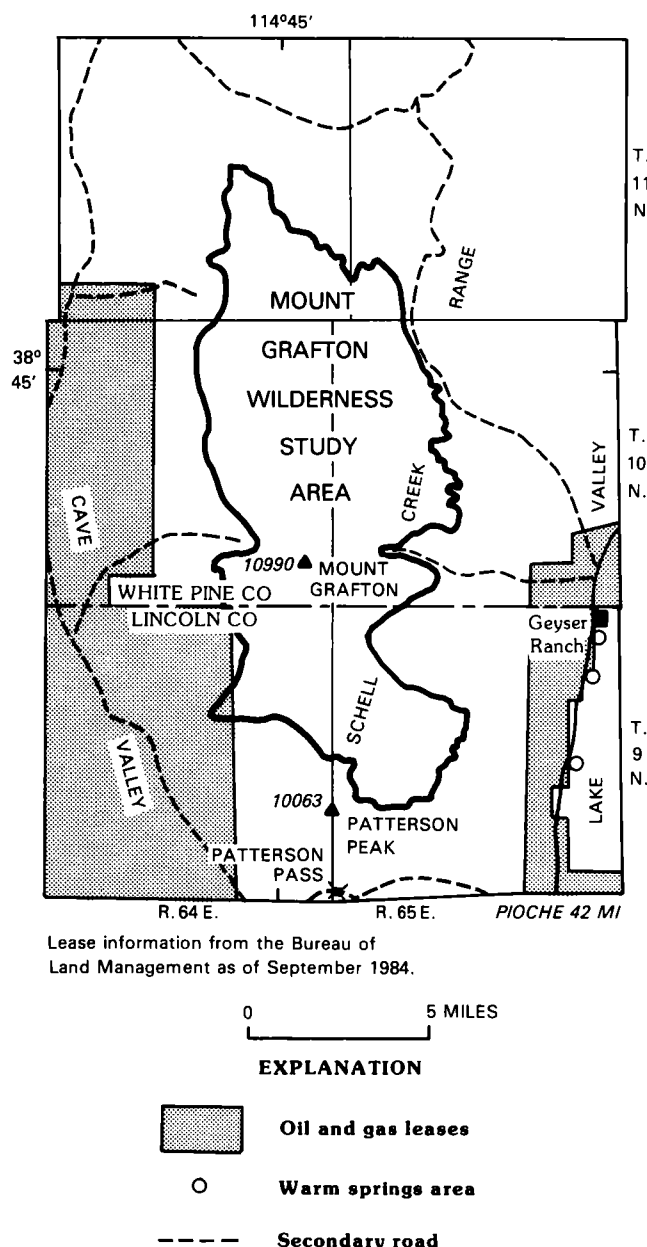 114°45'
T.
11
N.
RANGE
MOUNT
GRAFTON
WILDERNESS
STUDY
AREA
38°
45'
T.
10
N.
VALLEY
CREEK
CAVE
10990
MOUNT
GRAFTON
WHITE PINE CO
LINCOLN CO
Geyser
Ranch
SCHELL
VALLEY
T.
9
N.
LAKE
10063
PATTERSON
PEAK
PATTERSON
PASS
R. 64 E.
R. 65 E.
PIOCHE 42 MI
Lease information from the Bureau of
Land Management as of September 1984.
0
5 MILES
EXPLANATION
Oil and gas leases
Warm springs area
Secondary road